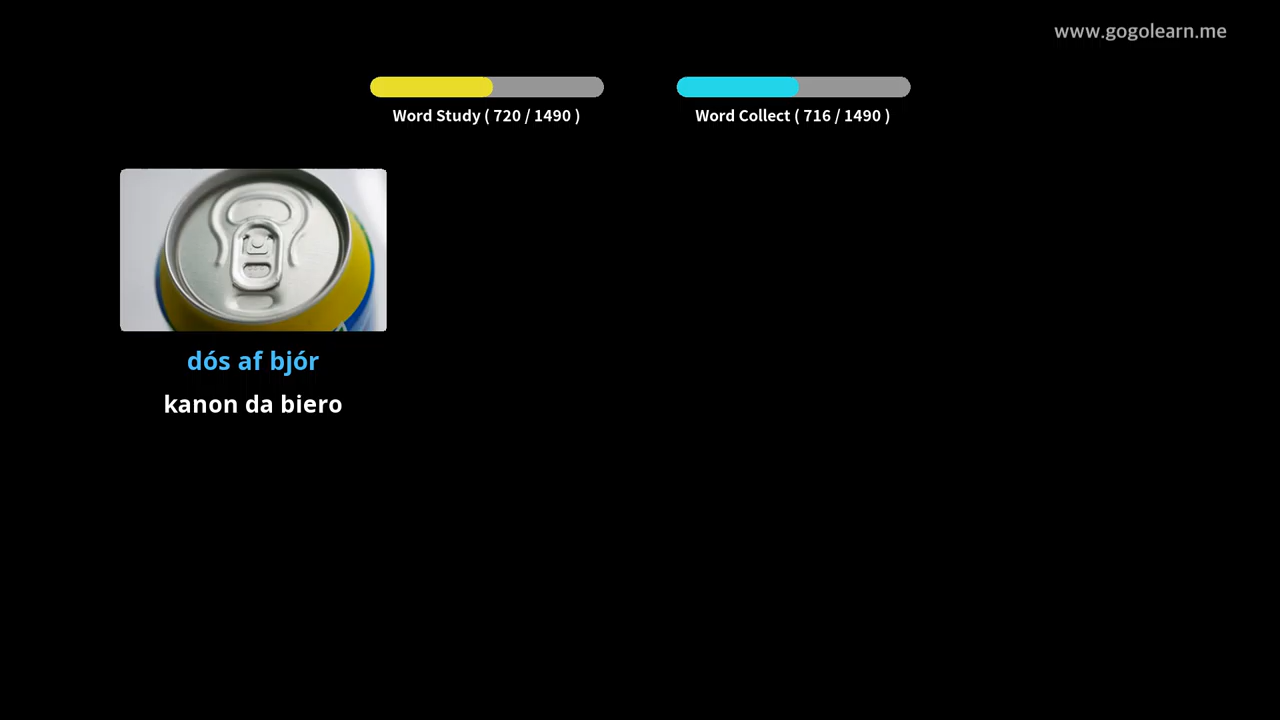 www.gogolearn.me
Word Study ( 720 / 1490 )
Word Collect ( 716 / 1490 )
dós af bjór
kanon da biero